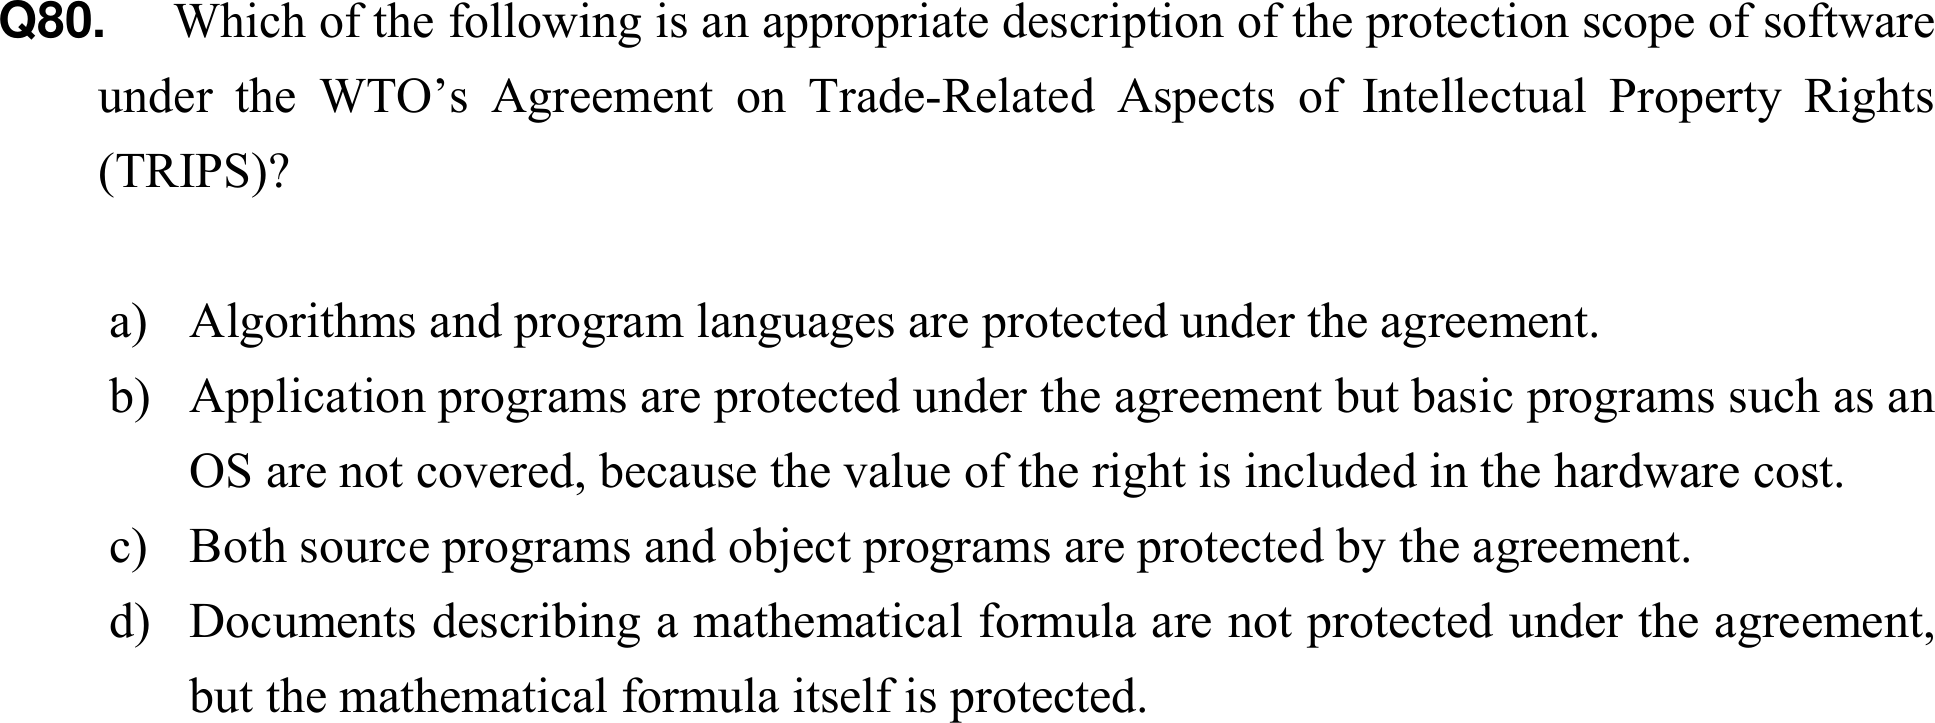 Q80. Which of the following is an appropriate description of the protection scope of software
under the WTO’s Agreement on Trade-Related Aspects of Intellectual Property Rights
(TRIPS)?
a) Algorithms and program languages are protected under the agreement.
b) Application programs are protected under the agreement but basic programs such as an
OS are not covered, because the value of the right is included in the hardware cost.
c) Both source programs and object programs are protected by the agreement.
d) Documents describing a mathematical formula are not protected under the agreement,
but the mathematical formula itself is protected.